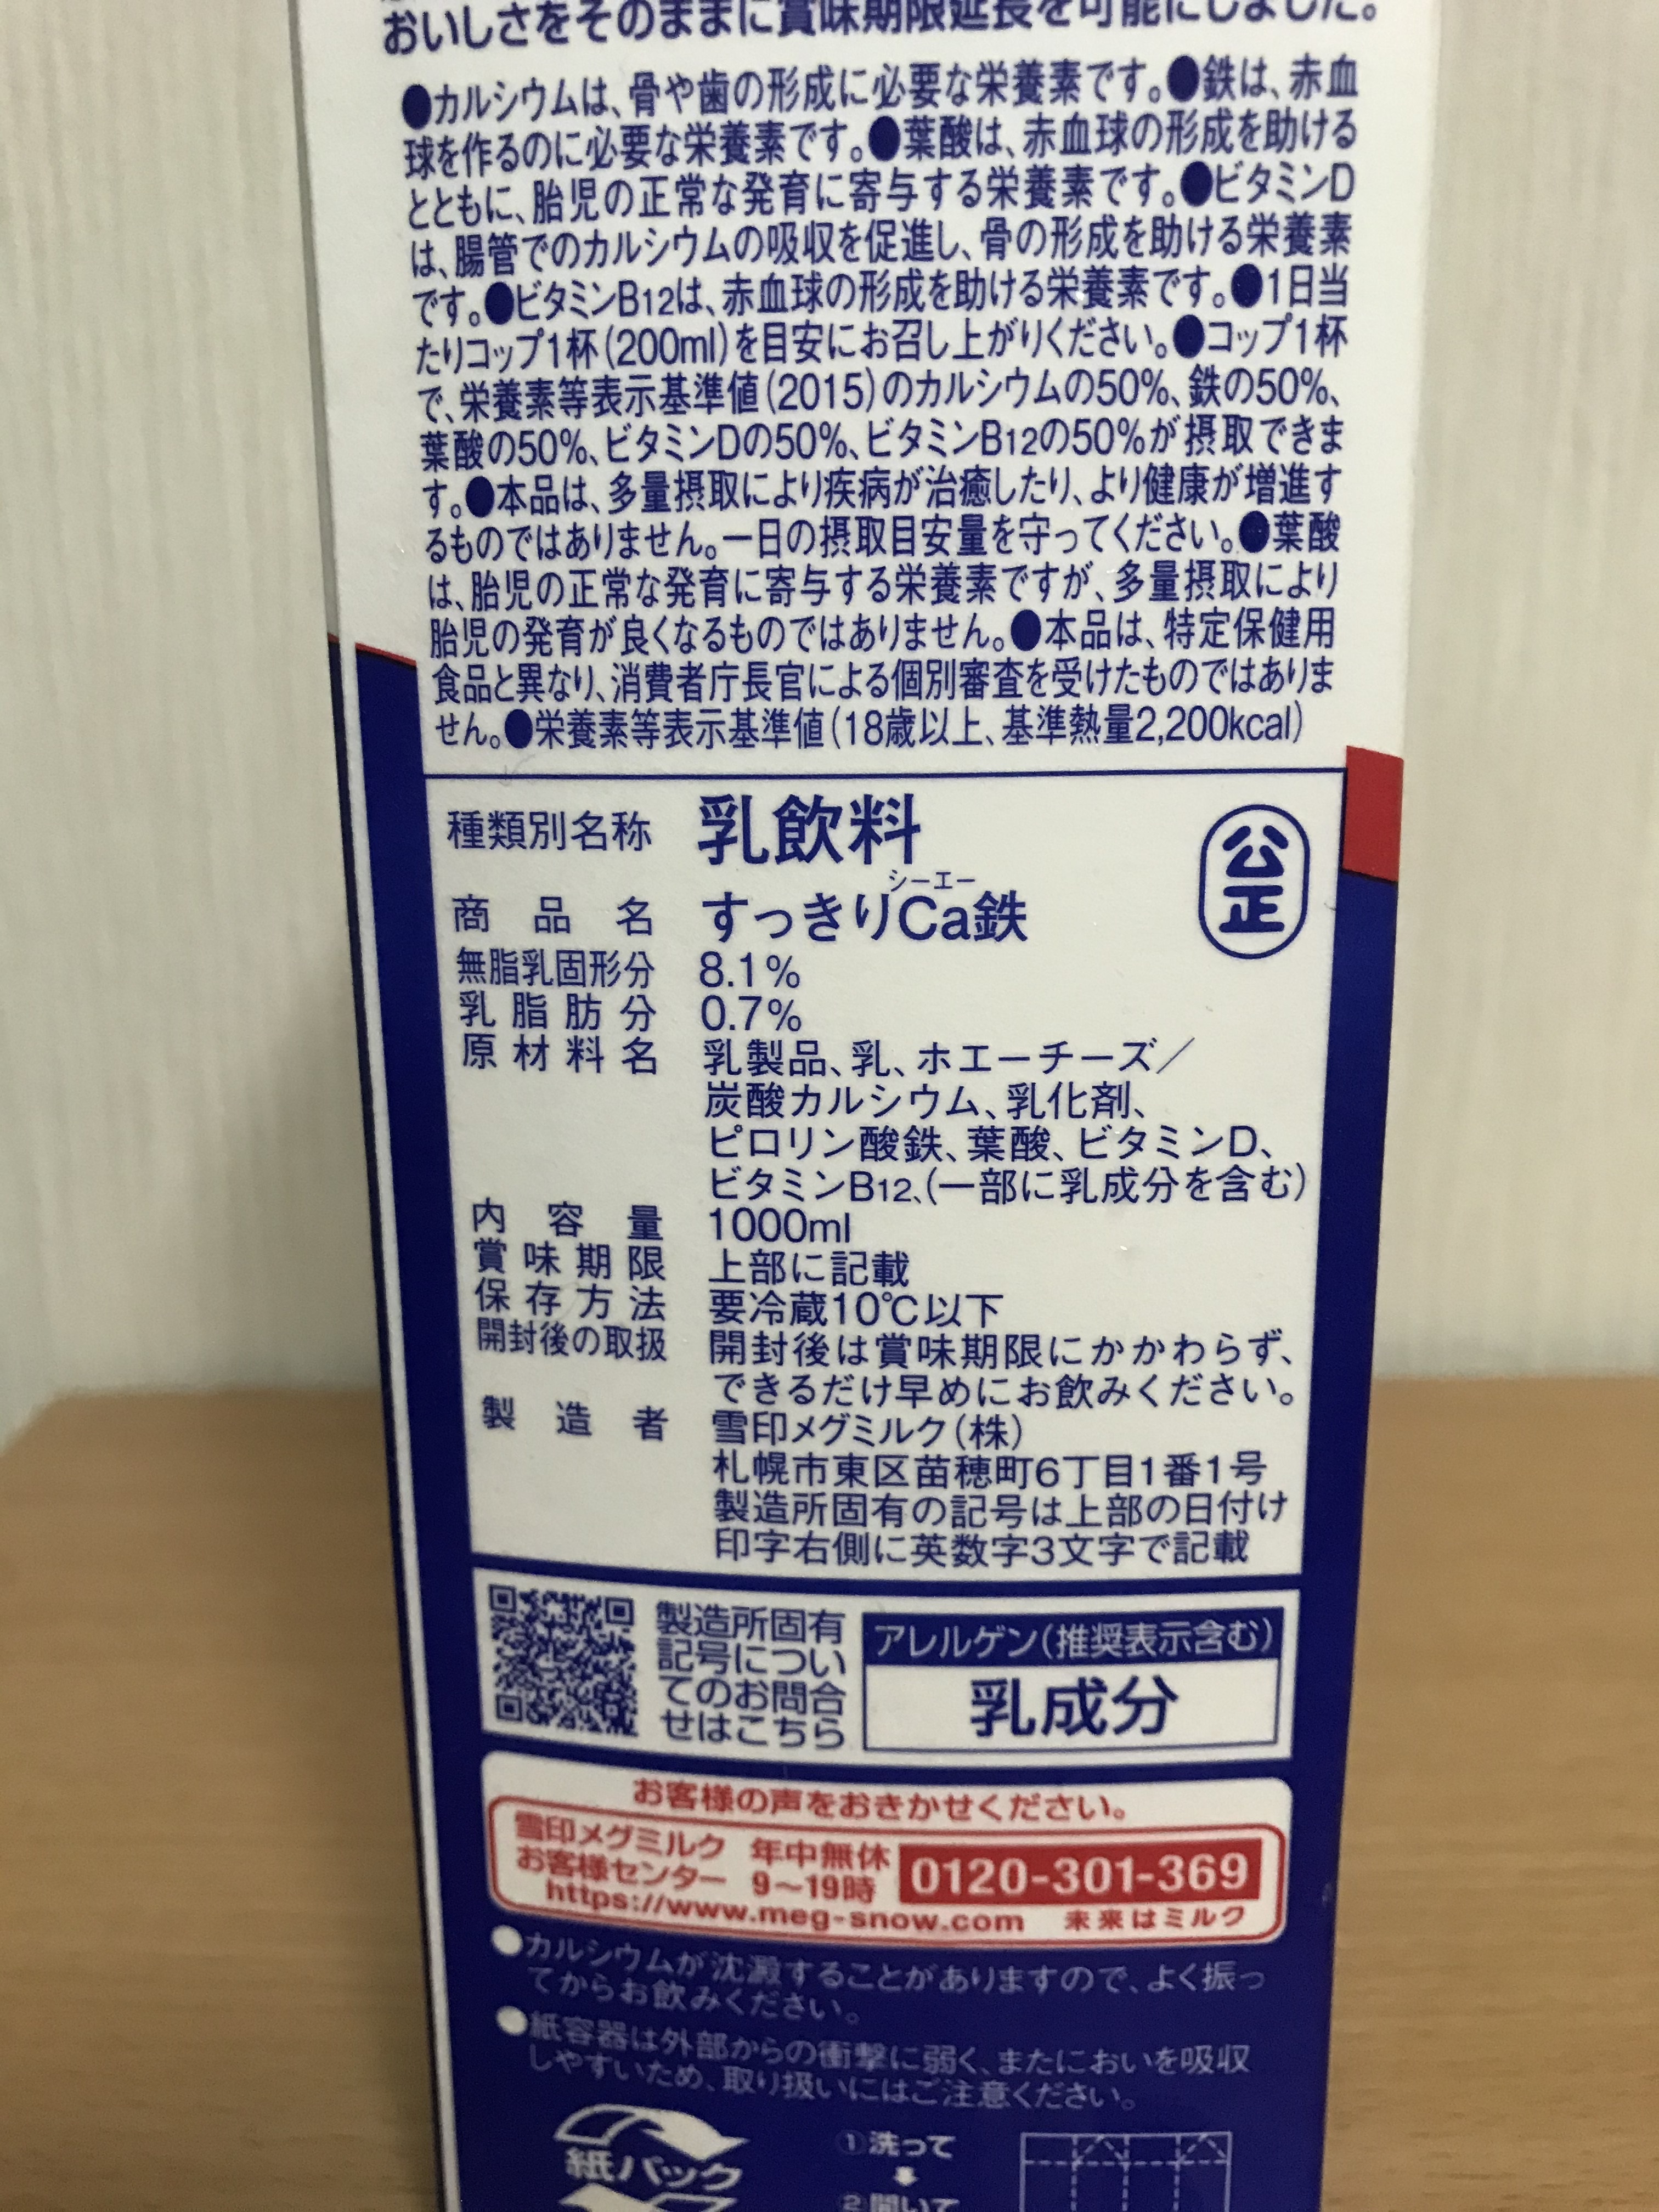 おいしさをそのままに賞味期限延長を可能にしました。
●カルシウムは、骨や歯の形成に必要な栄養素です。●鉄は、赤血
球を作るのに必要な栄養素です。●葉酸は、赤血球の形成を助ける
とともに、胎児の正常な発育に寄与する栄養素です。●ビタミンD
は、腸管でのカルシウムの吸収を促進し、骨の形成を助ける栄養素
です。●ビタミンB12は、赤血球の形成を助ける栄養素です。●1日当
たりコップ1杯(200ml)を目安にお召し上がりください。●コップ1杯
で、栄養素等表示基準値(2015)のカルシウムの50%、鉄の50%、
葉酸の50%、ビタミンDの50%、ビタミンB12の50%が摂取できま
す。●本品は、多量摂取により疾病が治癒したり、より健康が増進す
るものではありません。一日の摂取目安量を守ってください。●葉酸
は、胎児の正常な発育に寄与する栄養素ですが、多量摂取により
胎児の発育が良くなるものではありません。●本品は、特定保健用
食品と異なり、消費者庁長官による個別審査を受けたものではありま
せん。●栄養素等表示基準値(18歳以上、基準熱量2,200kcal)
種類別名称 乳飲料
公正
シーエー
商品名 すっきりCa鉄
無脂乳固形分 8.1%
乳脂肪分 0.7%
原材料名 乳製品、乳、ホエーチーズ/
炭酸カルシウム、乳化剤、
ピロリン酸鉄、葉酸、ビタミンD、
ビタミンB12、(一部に乳成分を含む)
内容量 1000ml
賞味期限 上部に記載
保存方法 要冷蔵10℃以下
開封後の取扱 開封後は賞味期限にかかわらず、
できるだけ早めにお飲みください。
製造者 雪印メグミルク(株)
札幌市東区苗穂町6丁目1番1号
製造所固有の記号は上部の日付け
印字右側に英数字3文字で記載
製造所固有
記号につい
てのお問合
せはこちら
アレルゲン(推奨表示含む)
乳成分
お客様の声をおきかせください。
雪印メグミルク 年中無休
お客様センター 9〜19時
0120-301-369
https://www.meg-snow.com 未来はミルク
●カルシウムが沈澱することがありますので、よく振っ
てからお飲みください。
●紙容器は外部からの衝撃に弱く、またにおいを吸収
しやすいため、取り扱いにはご注意ください。
紙パック
①洗って
②開いて